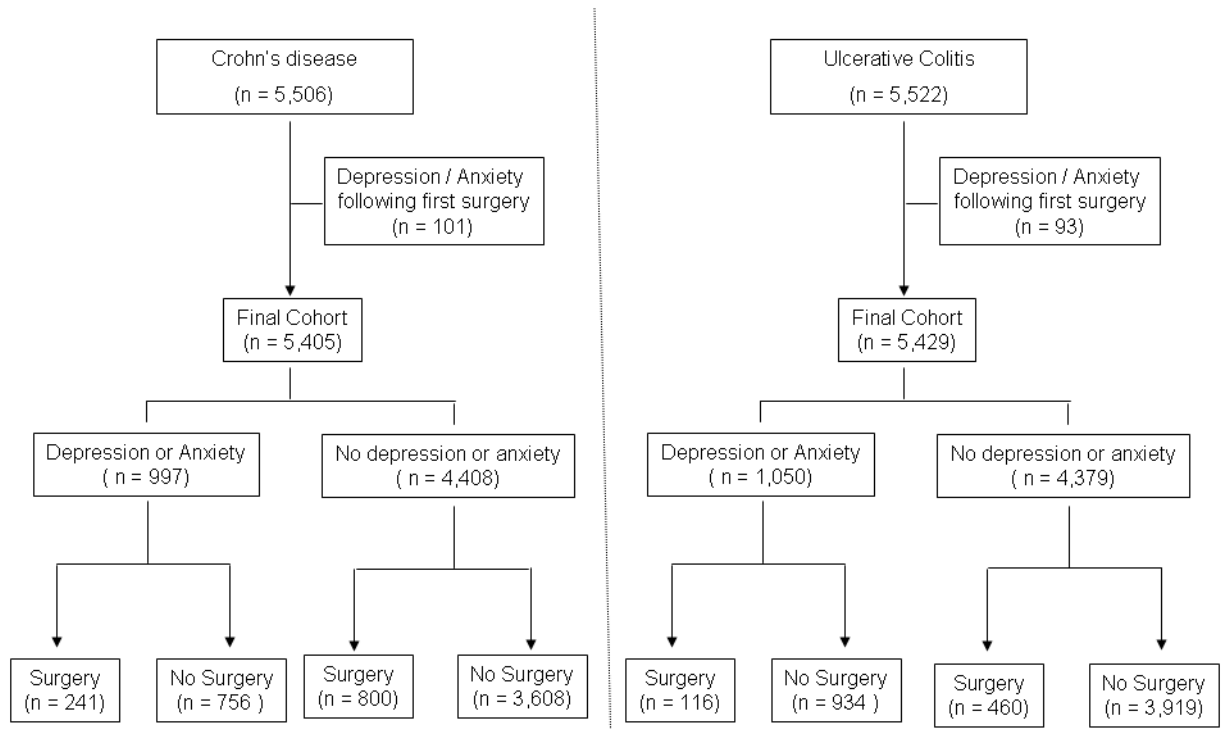 Crohn's disease
(n = 5,506)
Depression / Anxiety
following first surgery
(n = 101)
Final Cohort
(n = 5,405)
Depression or Anxiety
( n = 997)
No depression or anxiety
( n = 4,408)
Surgery
(n = 241)
No Surgery
(n = 756 )
Surgery
(n = 800)
No Surgery
(n = 3,608)
Ulcerative Colitis
(n = 5,522)
Depression / Anxiety
following first surgery
(n = 93)
Final Cohort
(n = 5,429)
Depression or Anxiety
( n = 1,050)
No depression or anxiety
( n = 4,379)
Surgery
(n = 116)
No Surgery
(n = 934 )
Surgery
(n = 460)
No Surgery
(n = 3,919)